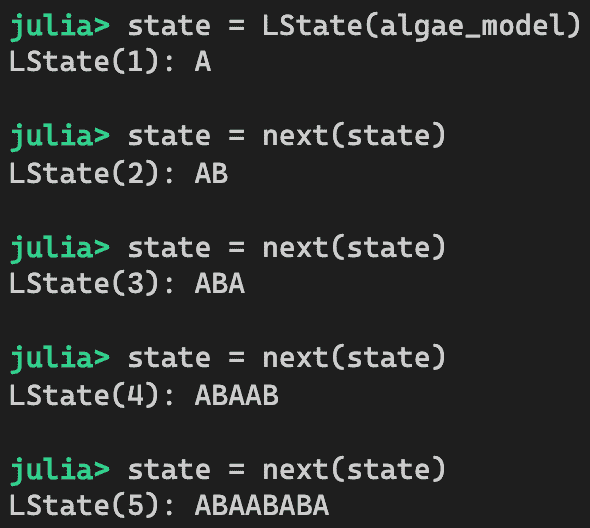 julia> state = LState(algae_model)
LState(1): A
julia> state = next(state)
LState(2): AB
julia> state = next(state)
LState(3): ABA
julia> state = next(state)
LState(4): ABAAB
julia> state = next(state)
LState(5): ABAABABA